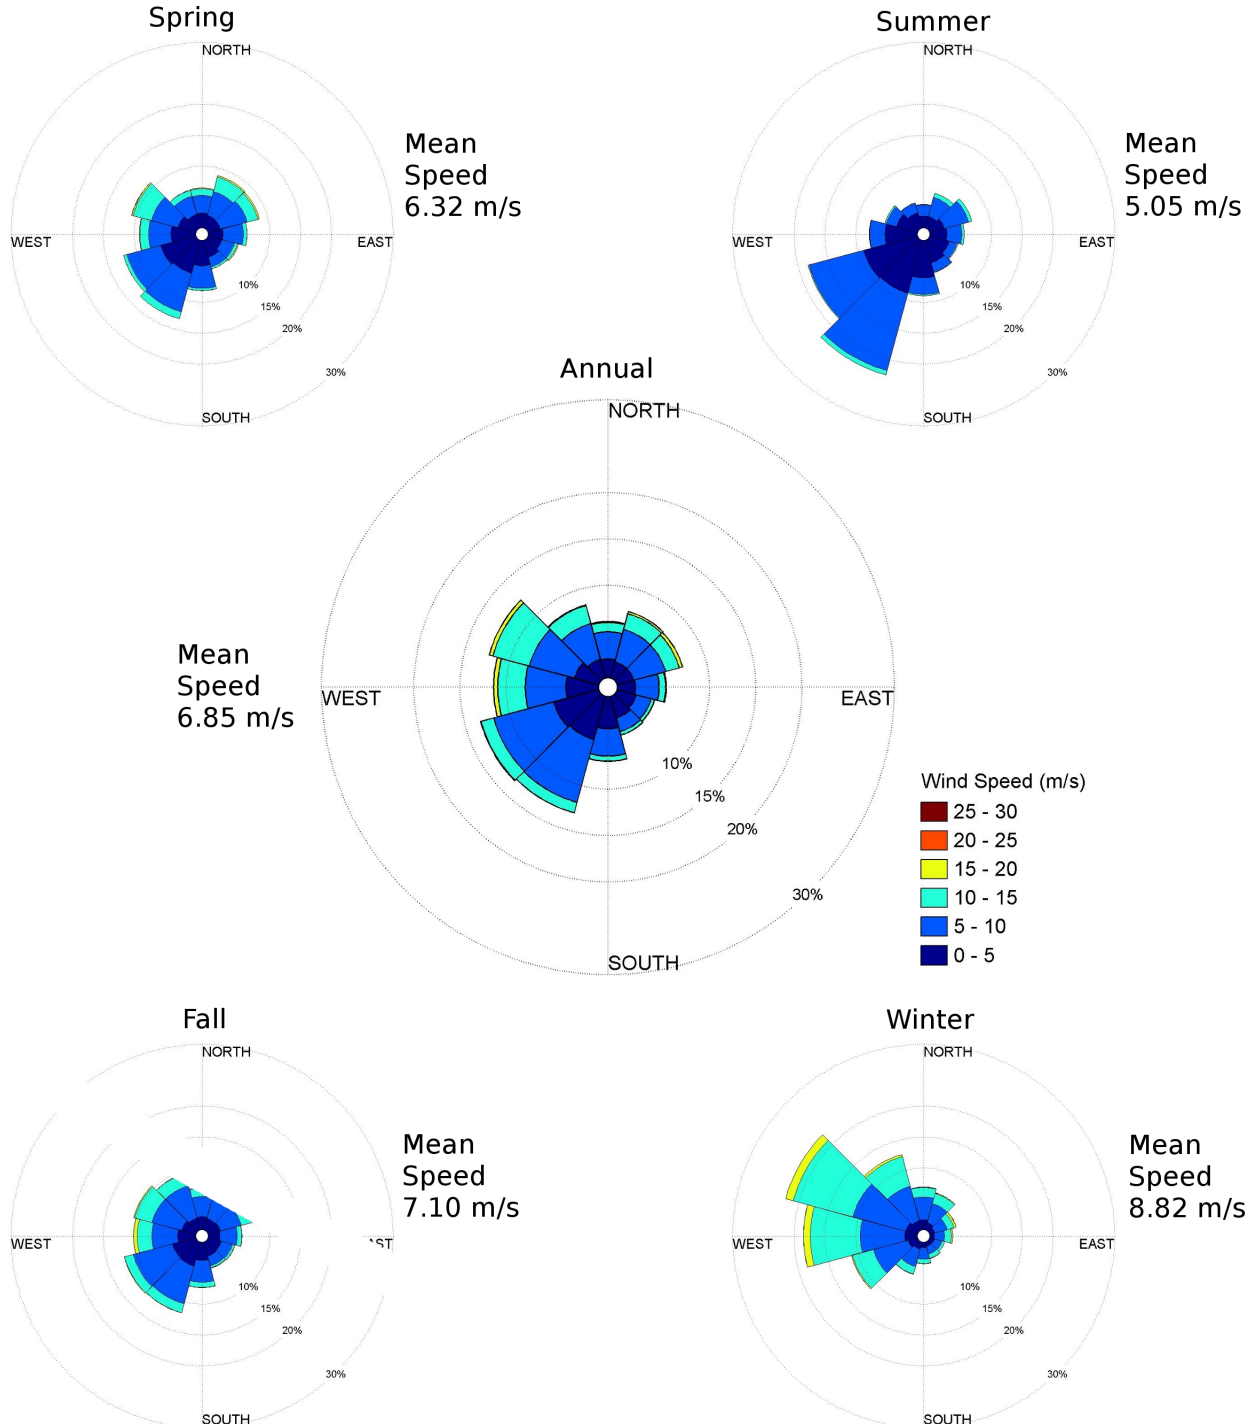 Spring
Summer
NORTH
NORTH
Mean
Speed
6.32 m/s
Mean
Speed
5.05 m/s
WEST
EAST
WEST
EAST
10%
15%
20%
30%
10%
15%
20%
30%
SOUTH
SOUTH
Annual
NORTH
Mean
Speed
6.85 m/s
WEST
EAST
10%
15%
20%
30%
SOUTH
Wind Speed (m/s)
25 - 30
20 - 25
15 - 20
10 - 15
5 - 10
0 - 5
Fall
Winter
NORTH
NORTH
Mean
Speed
7.10 m/s
Mean
Speed
8.82 m/s
WEST
WEST
EAST
10%
15%
20%
30%
10%
15%
20%
30%
SOUTH
SOUTH